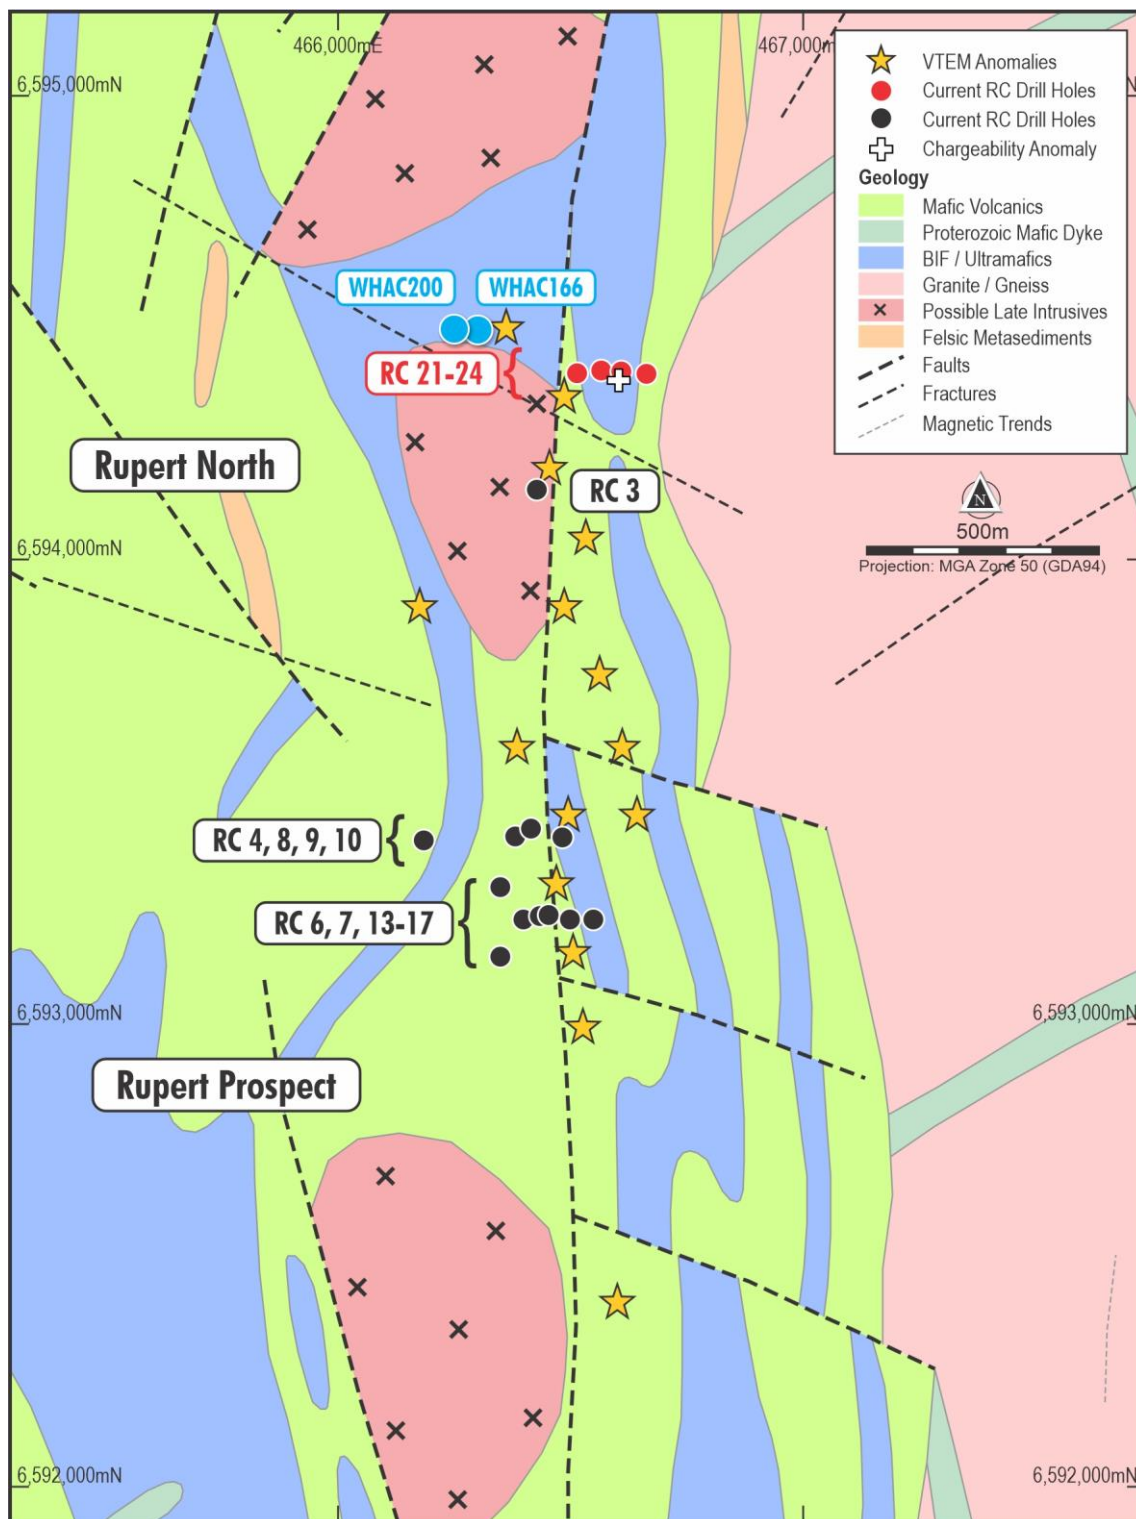 466,000mE
467,000m
6,595,000mN
VTEM Anomalies
Current RC Drill Holes
Current RC Drill Holes
Chargeability Anomaly
Geology
Mafic Volcanics
Proterozoic Mafic Dyke
BIF / Ultramafics
Granite / Gneiss
Possible Late Intrusives
Felsic Metasediments
Faults
Fractures
Magnetic Trends
WHAC200
WHAC166
RC 21-24
Rupert North
RC 3
N
500m
Projection: MGA Zone 50 (GDA94)
6,594,000mN
RC 4, 8, 9, 10
RC 6, 7, 13-17
6,593,000mN
6,593,000mN
Rupert Prospect
6,592,000mN
6,592,000mN